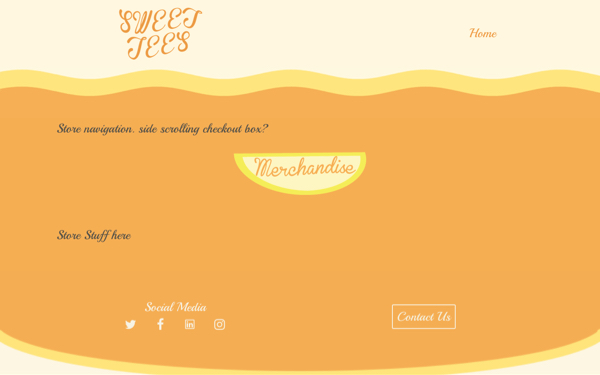 SWEET
TEES
Home
Store navigation. side scrolling checkout box?
Merchandise
Store Stuff here
Social Media
Contact Us